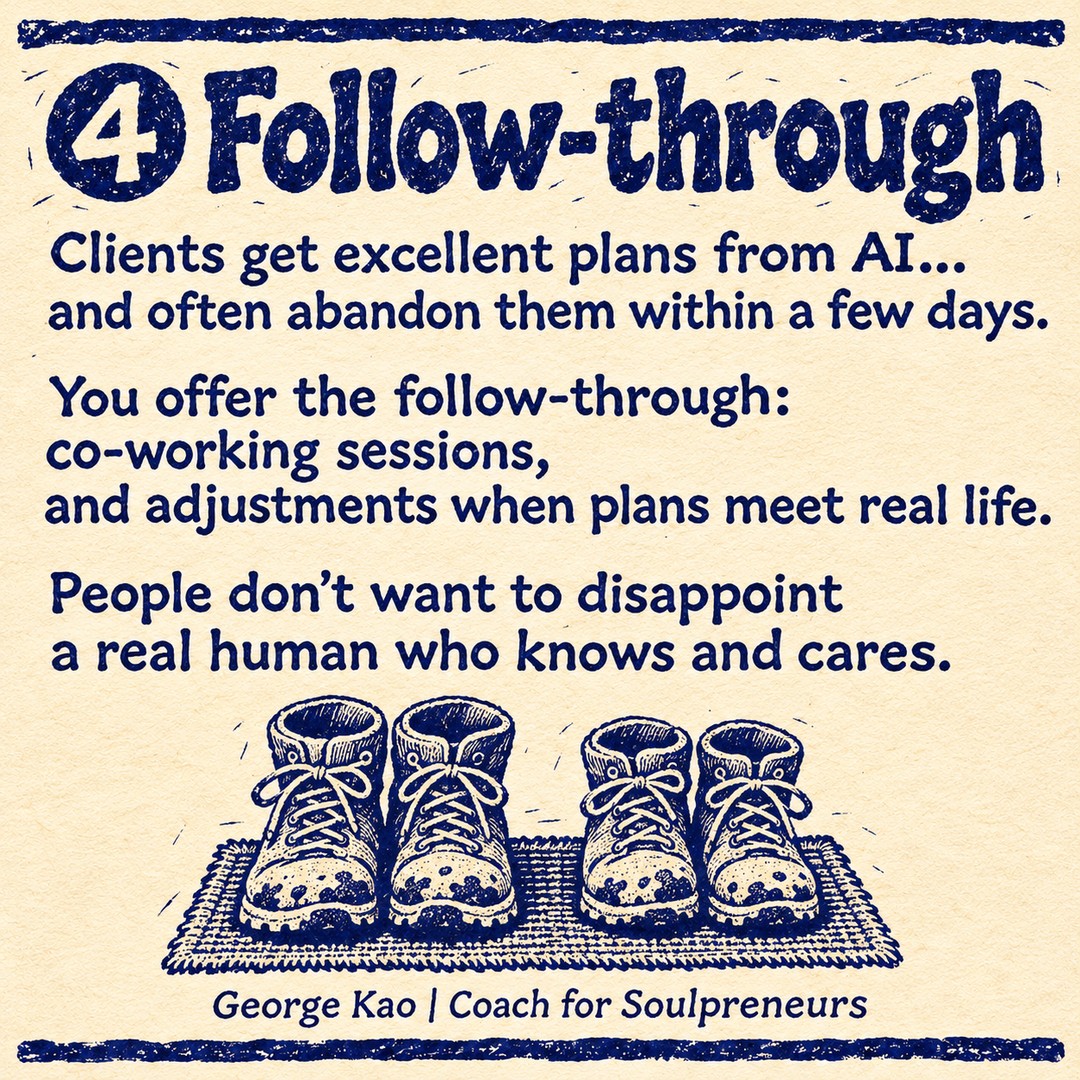 4 Follow-through
Clients get excellent plans from AI...
and often abandon them within a few days.
You offer the follow-through:
co-working sessions,
and adjustments when plans meet real life.
People don’t want to disappoint
a real human who knows and cares.
George Kao | Coach for Soulpreneurs